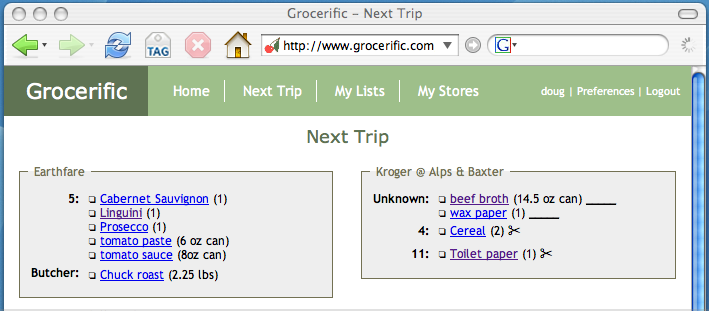 Grocerific – Next Trip
TAG
http://www.grocerific.com
G
Grocerific Home Next Trip My Lists My Stores doug | Preferences | Logout
Next Trip
Earthfare
5: Cabernet Sauvignon (1)
Linguini (1)
Prosecco (1)
tomato paste (6 oz can)
tomato sauce (8oz can)
Butcher: Chuck roast (2.25 lbs)
Kroger @ Alps & Baxter
Unknown: beef broth (14.5 oz can) _____
wax paper (1) _____
4: Cereal (2) ✂
11: Toilet paper (1) ✂